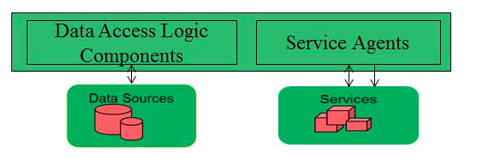 Data Access Logic
Components
Service Agents
Data Sources
Services